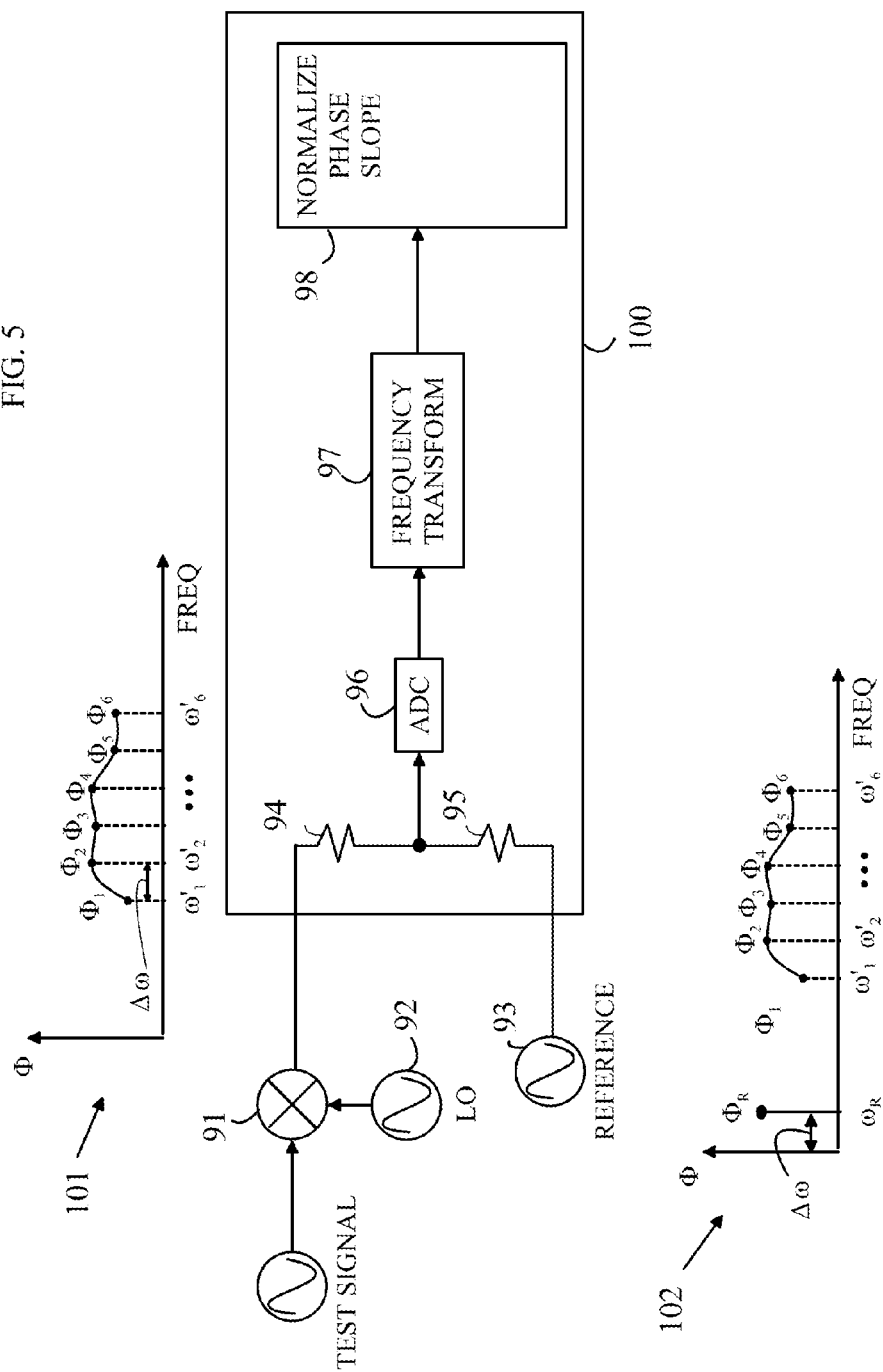 FIG. 5
101
Φ
Δω
Φ₁
Φ₂
Φ₃
Φ₄
Φ₅
Φ₆
ω'₁
ω'₂
•••
ω'₆
FREQ
TEST SIGNAL
91
92
LO
93
REFERENCE
94
95
96
ADC
97
FREQUENCY
TRANSFORM
98
NORMALIZE
PHASE
SLOPE
100
102
Φ
Δω
Φ_R
ω_R
Φ₁
Φ₂
Φ₃
Φ₄
Φ₅
Φ₆
ω'₁
ω'₂
•••
ω'₆
FREQ